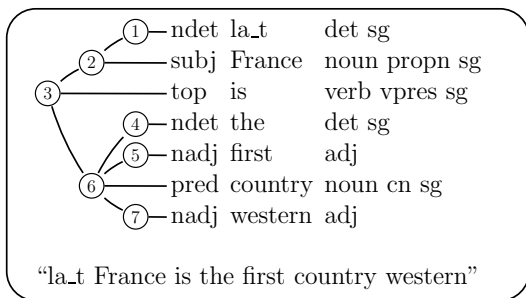 1 ndet la_t det sg
2 subj France noun propn sg
3 top is verb vpres sg
4 ndet the det sg
5 nadj first adj
6 pred country noun cn sg
7 nadj western adj
“la_t France is the first country western”